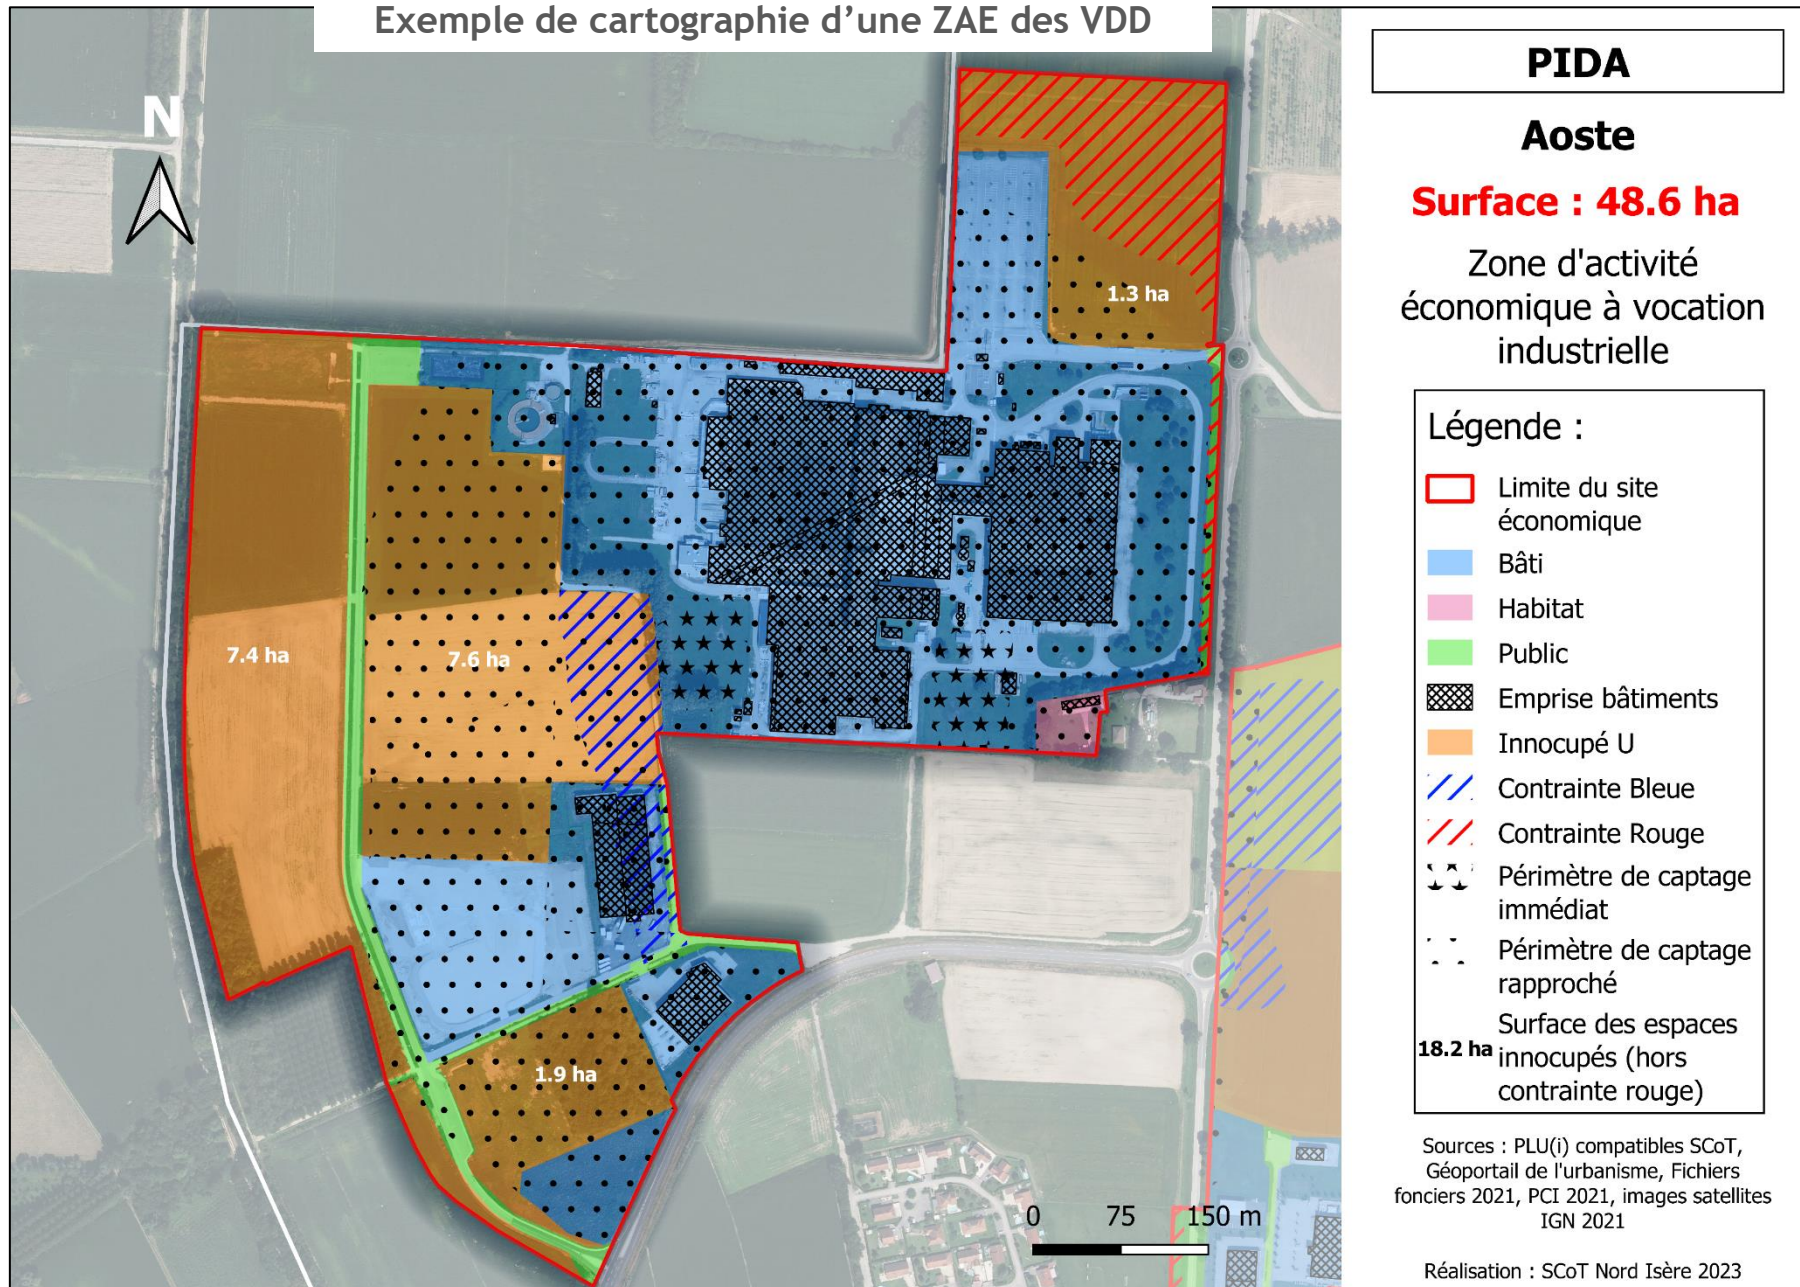 Exemple de cartographie d'une ZAE des VDD
N
1.3 ha
7.4 ha
7.6 ha
1.9 ha
0 75 150 m
PIDA
Aoste
Surface : 48.6 ha
Zone d'activité
économique à vocation
industrielle
Légende :
Limite du site
économique
Bâti
Habitat
Public
Emprise bâtiments
Innocupé U
Contrainte Bleue
Contrainte Rouge
Périmètre de captage
immédiat
Périmètre de captage
rapproché
18.2 ha
Surface des espaces
innocupés (hors
contrainte rouge)
Sources : PLU(i) compatibles SCoT,
Géoportail de l'urbanisme, Fichiers
fonciers 2021, PCI 2021, images satellites
IGN 2021
Réalisation : SCoT Nord Isère 2023